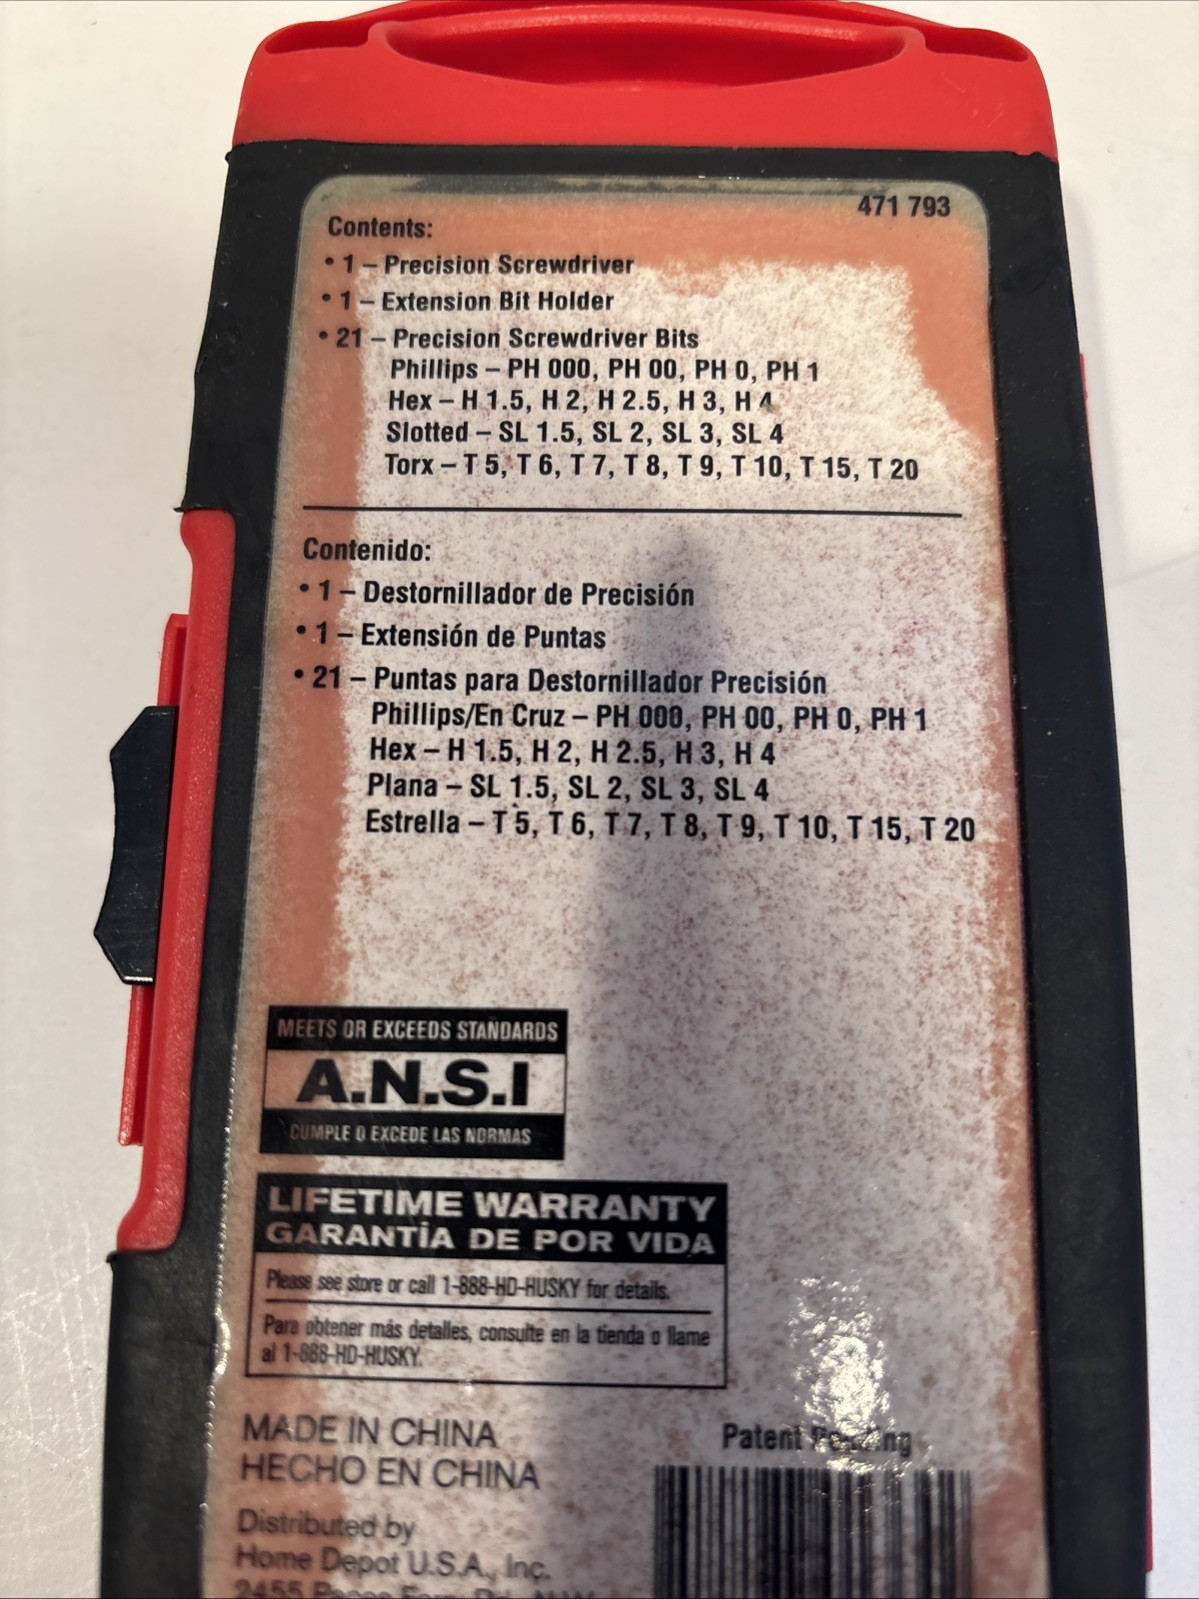 471 793
Contents:
• 1 – Precision Screwdriver
• 1 – Extension Bit Holder
• 21 – Precision Screwdriver Bits
Phillips – PH 000, PH 00, PH 0, PH 1
Hex – H 1.5, H 2, H 2.5, H 3, H 4
Slotted – SL 1.5, SL 2, SL 3, SL 4
Torx – T 5, T 6, T 7, T 8, T 9, T 10, T 15, T 20
Contenido:
• 1 – Destornillador de Precisión
• 1 – Extensión de Puntas
• 21 – Puntas para Destornillador Precisión
Phillips/En Cruz – PH 000, PH 00, PH 0, PH 1
Hex – H 1.5, H 2, H 2.5, H 3, H 4
Plana – SL 1.5, SL 2, SL 3, SL 4
Estrella – T 5, T 6, T 7, T 8, T 9, T 10, T 15, T 20
MEETS OR EXCEEDS STANDARDS
A.N.S.I
CUMPLE O EXCEDE LAS NORMAS
LIFETIME WARRANTY
GARANTÍA DE POR VIDA
Please see store or call 1-888-HD-HUSKY for details.
Para obtener más detalles, consulte en la tienda o llame
al 1-888-HD-HUSKY.
MADE IN CHINA
HECHO EN CHINA
Patent Pending
Distributed by
Home Depot U.S.A., Inc.
2455